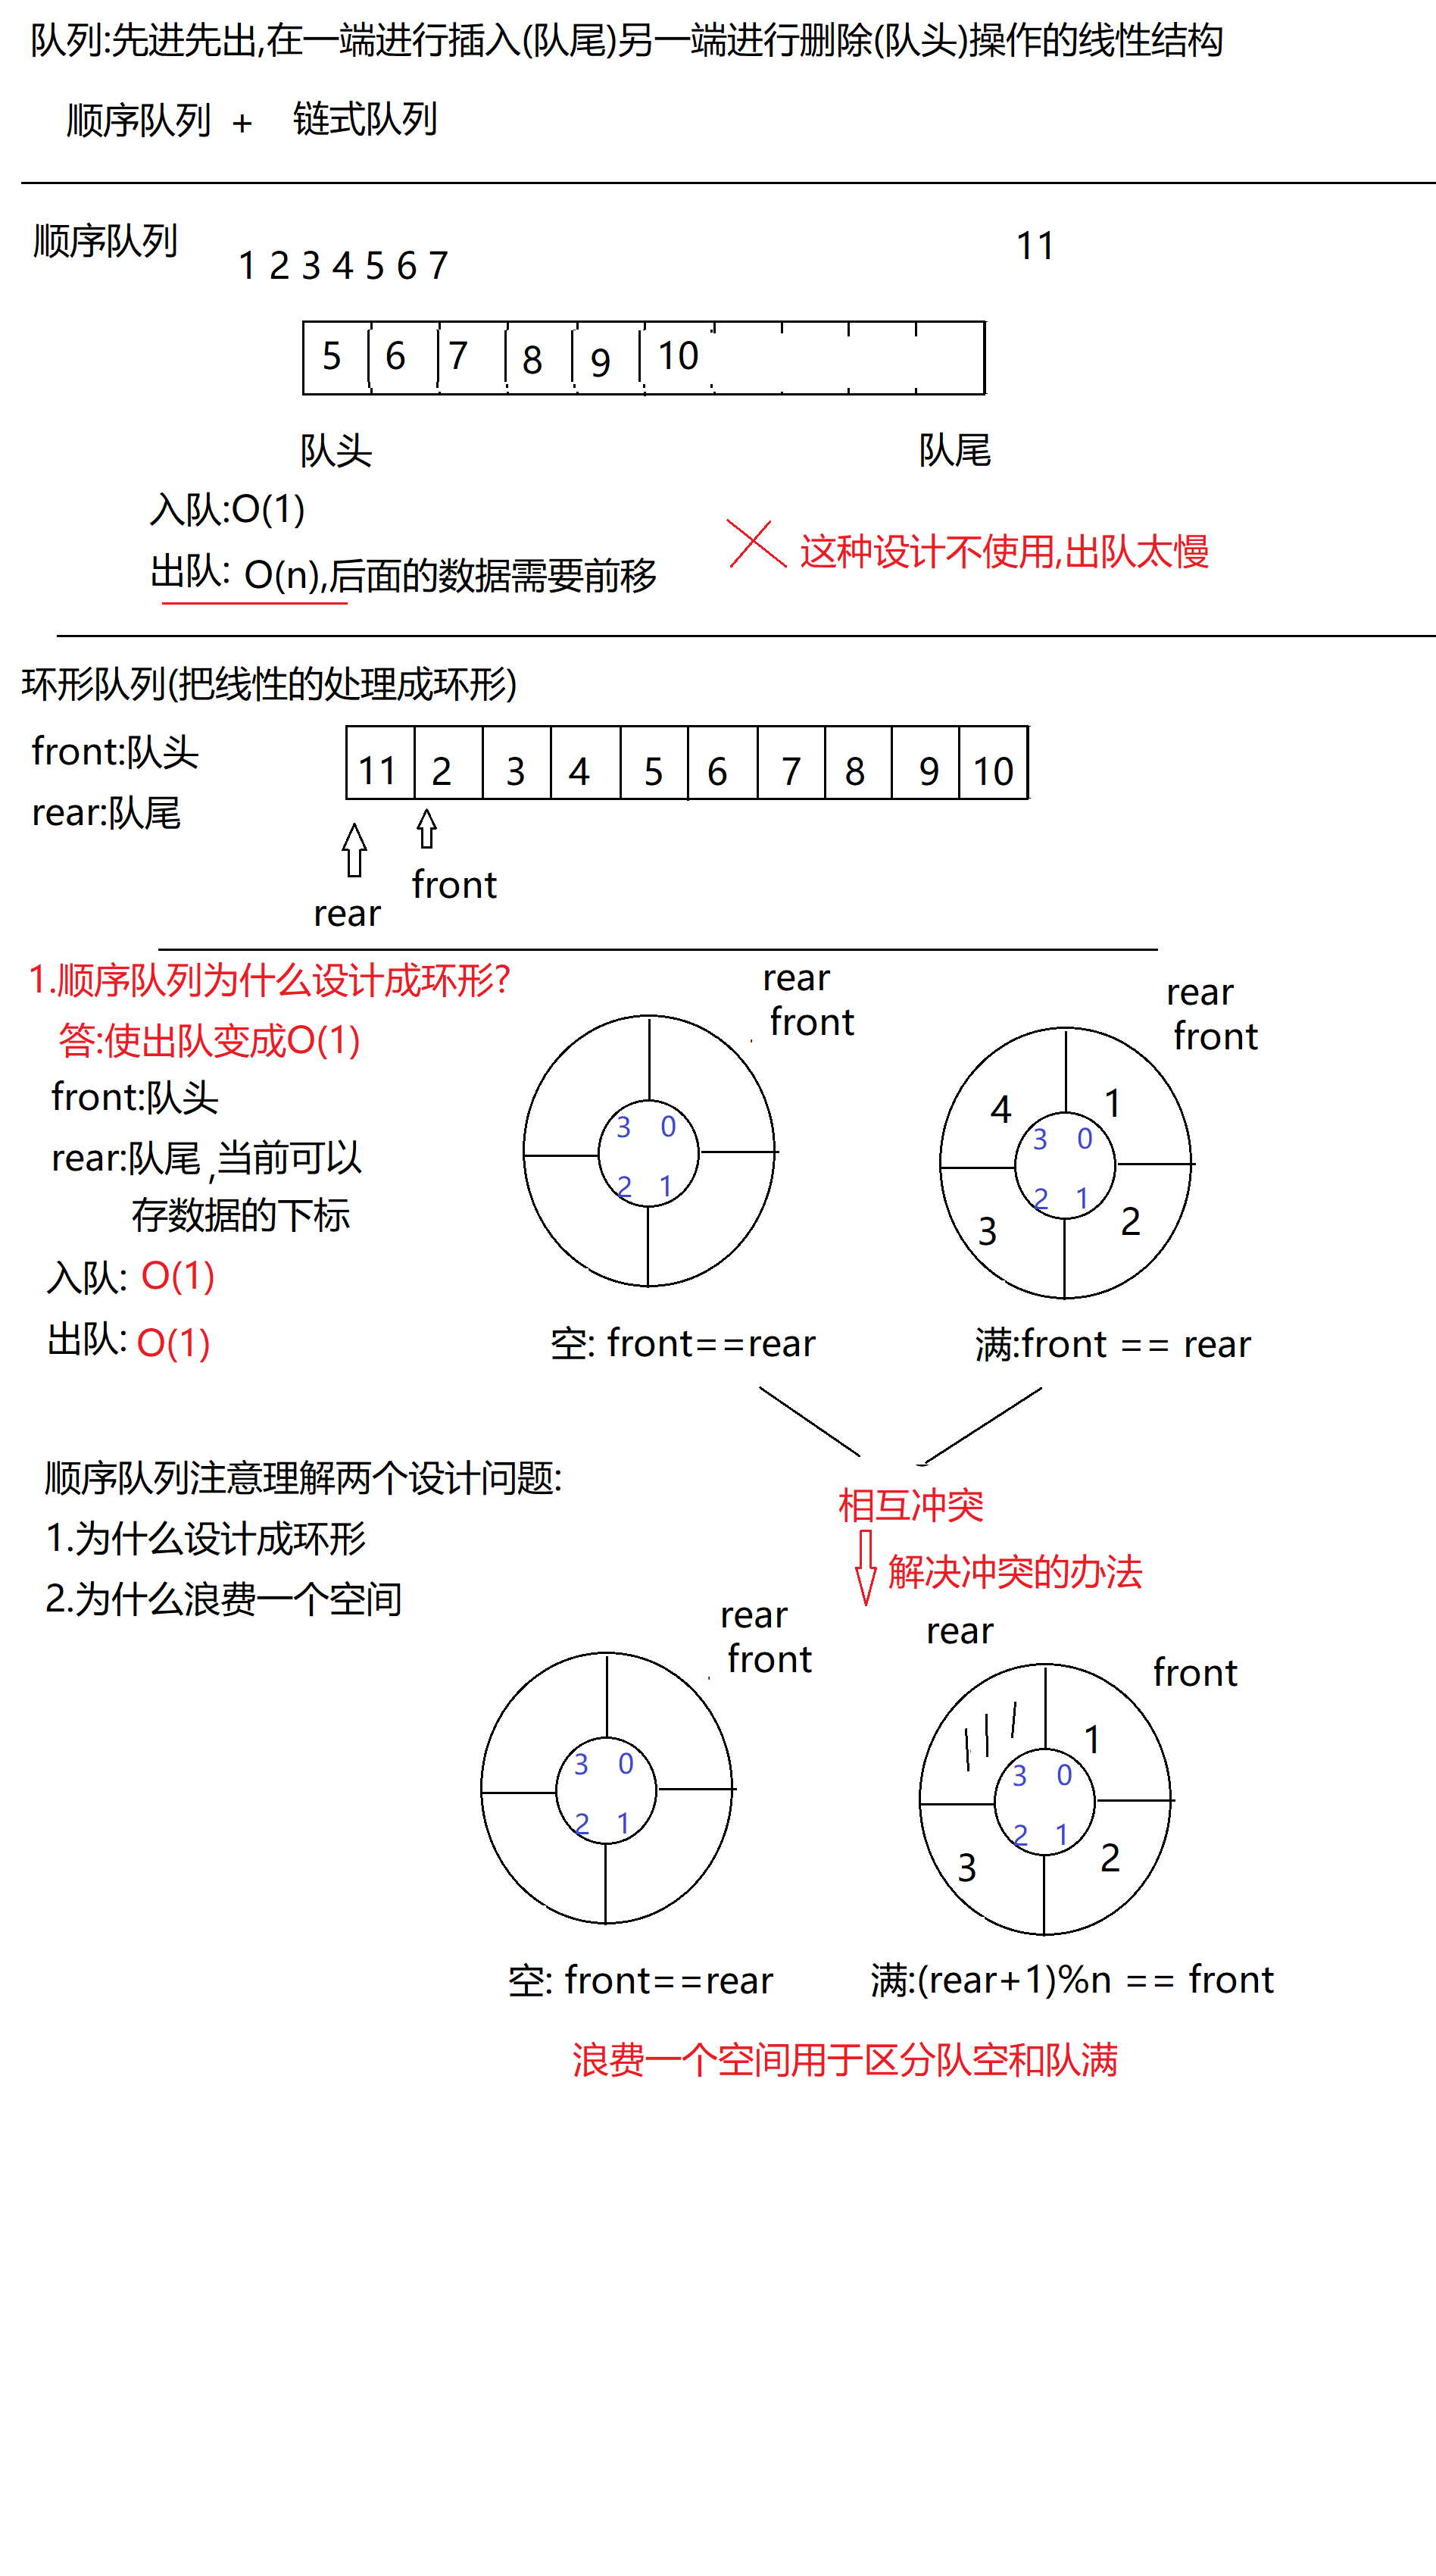 队列:先进先出,在一端进行插入(队尾)另一端进行删除(队头)操作的线性结构
顺序队列 + 链式队列
顺序队列
1 2 3 4 5 6 7
11
5 6 7 8 9 10
队头
队尾
入队:O(1)
出队: O(n),后面的数据需要前移
这种设计不使用,出队太慢
环形队列(把线性的处理成环形)
front:队头
rear:队尾
11 2 3 4 5 6 7 8 9 10
front
rear
1.顺序队列为什么设计成环形?
答:使出队变成O(1)
front:队头
rear:队尾,当前可以
存数据的下标
入队: O(1)
出队: O(1)
rear
front
3 0
2 1
空: front==rear
rear
front
4 1
3 0
2 1
3 2
满:front == rear
相互冲突
解决冲突的办法
顺序队列注意理解两个设计问题:
1.为什么设计成环形
2.为什么浪费一个空间
rear
front
3 0
2 1
空: front==rear
rear
front
1
3 0
2 1
3 2
满:(rear+1)%n == front
浪费一个空间用于区分队空和队满